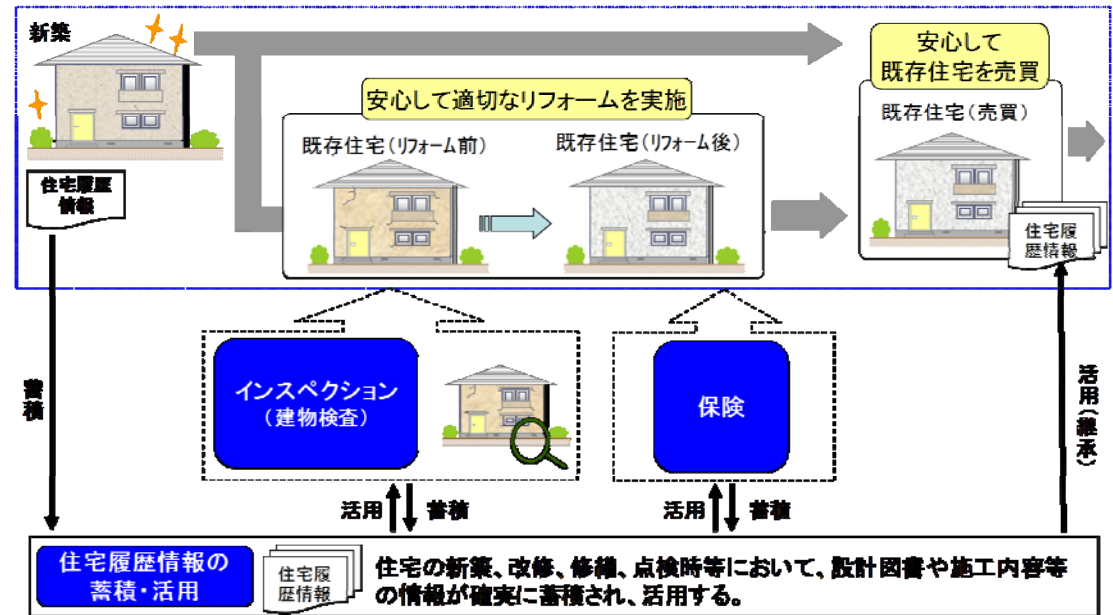 新築
安心して
既存住宅を売買
安心して適切なリフォームを実施
既存住宅(リフォーム前)
既存住宅(リフォーム後)
既存住宅(売買)
住宅履歴
情報
住宅履
歴情報
蓄積
インスペクション
(建物検査)
保険
活用(継承)
活用
蓄積
活用
蓄積
住宅履歴情報の
蓄積・活用
住宅履
歴情報
住宅の新築、改修、修繕、点検時等において、設計図書や施工内容等
の情報が確実に蓄積され、活用する。